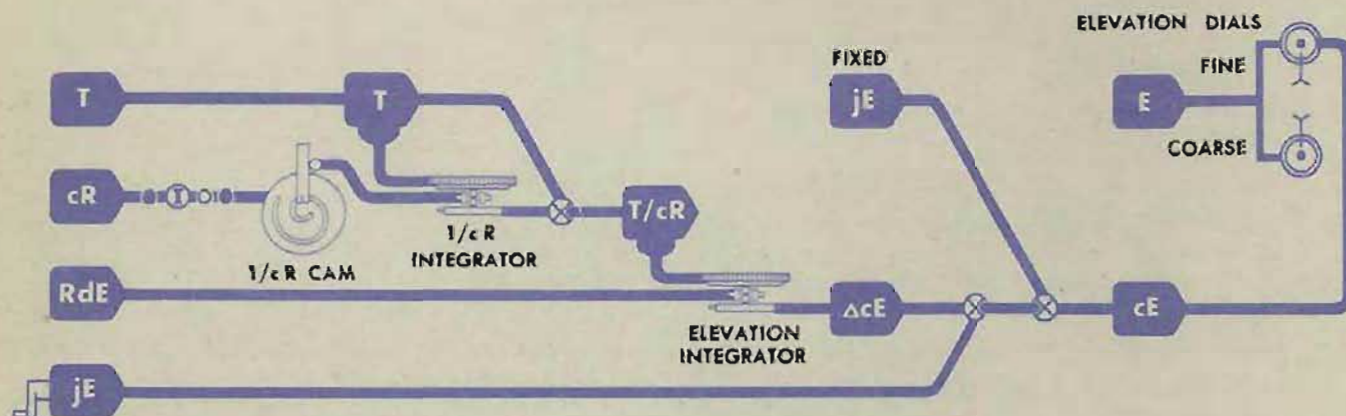 ELEVATION DIALS
FINE
COARSE
FIXED
T
T
jE
E
cR
1/cR CAM
1/cR
INTEGRATOR
T/cR
RdE
ELEVATION
INTEGRATOR
ΔcE
cE
jE